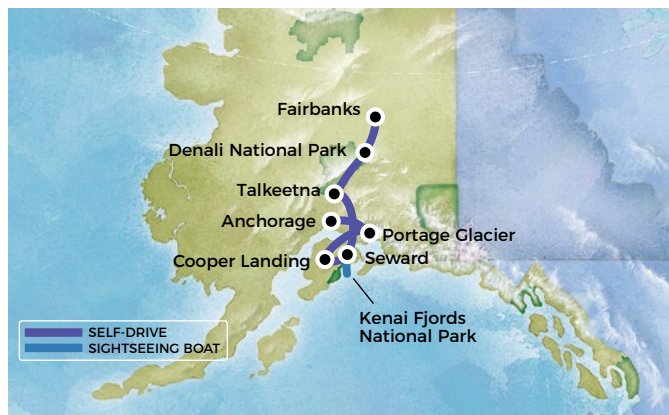 Fairbanks
Denali National Park
Talkeetna
Anchorage
Portage Glacier
Cooper Landing
Seward
Kenai Fjords
National Park
SELF-DRIVE
SIGHTSEEING BOAT